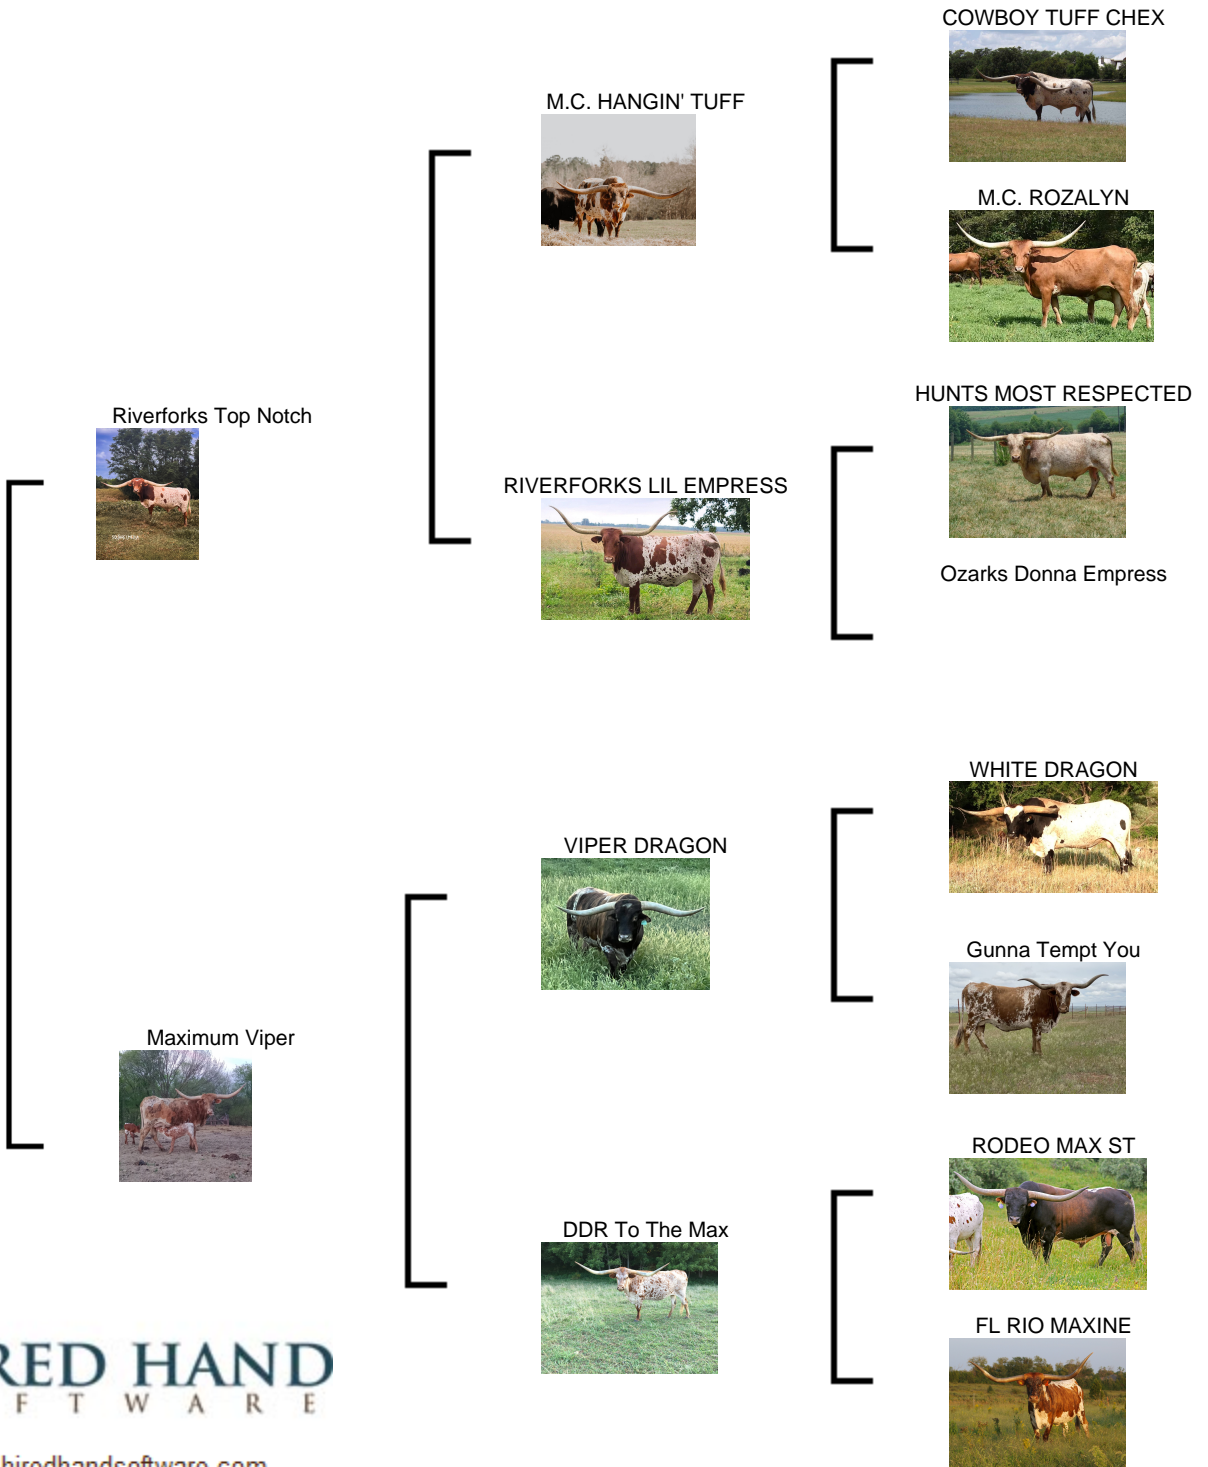 COWBOY TUFF CHEX
M.C. HANGIN' TUFF
M.C. ROZALYN
HUNTS MOST RESPECTED
Riverforks Top Notch
RIVERFORKS LIL EMPRESS
Ozarks Donna Empress
WHITE DRAGON
VIPER DRAGON
Gunna Tempt You
Maximum Viper
RODEO MAX ST
DDR To The Max
FL RIO MAXINE
RED HAND
F T W A R E
hiredhandsoftware.com